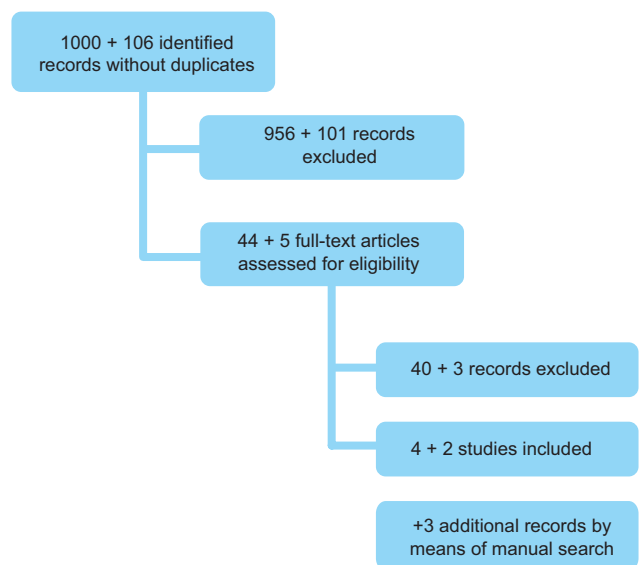 1000 + 106 identified
records without duplicates
956 + 101 records
excluded
44 + 5 full-text articles
assessed for eligibility
40 + 3 records excluded
4 + 2 studies included
+3 additional records by
means of manual search